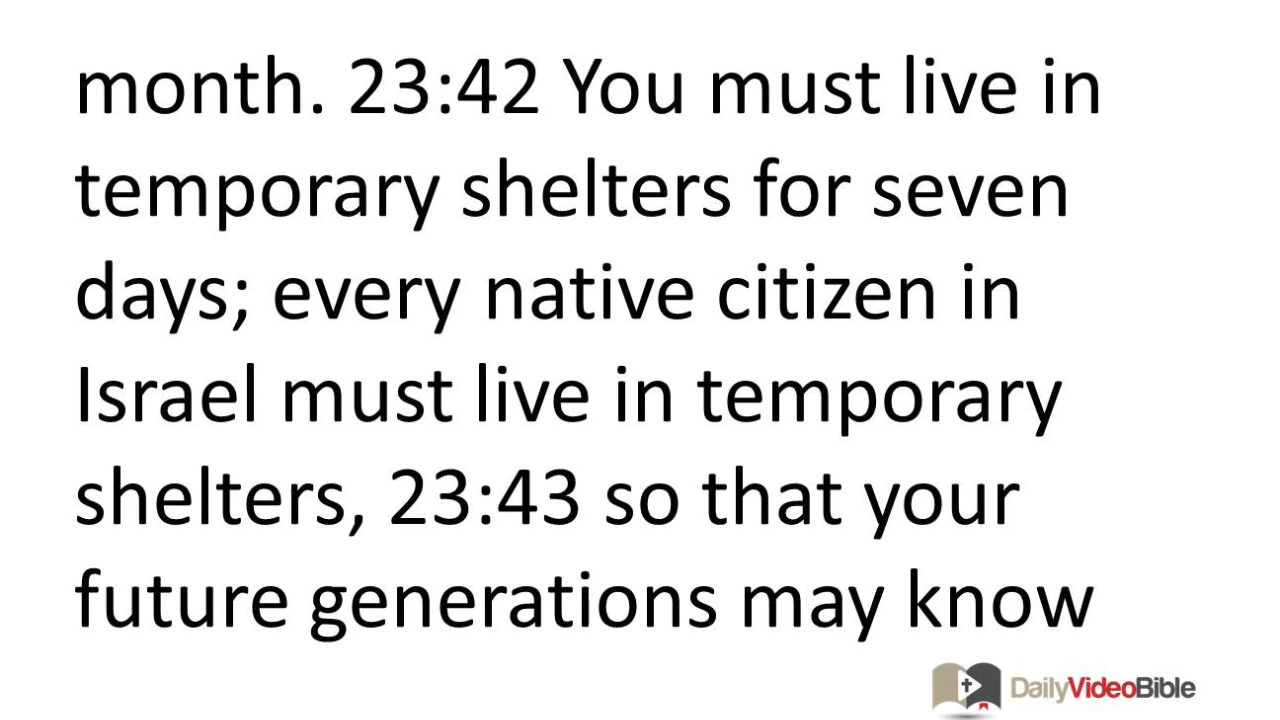 month. 23:42 You must live in
temporary shelters for seven
days; every native citizen in
Israel must live in temporary
shelters, 23:43 so that your
future generations may know
DailyVideoBible